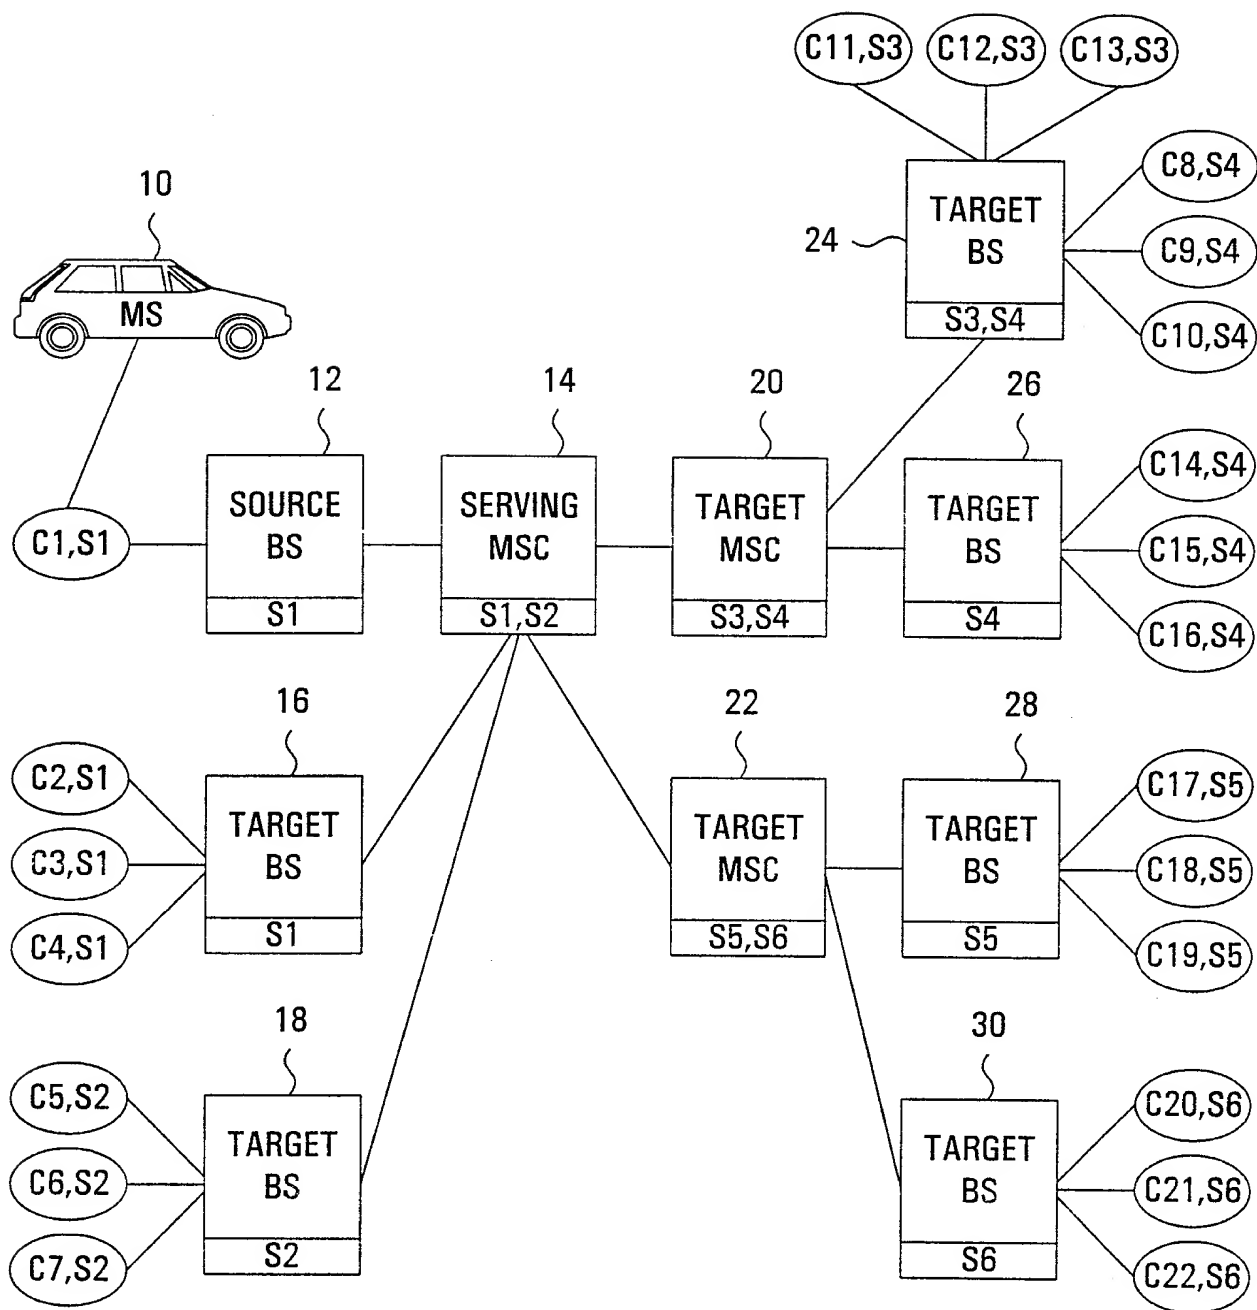 C11,S3
C12,S3
C13,S3
10
MS
24
TARGET
BS
S3,S4
C8,S4
C9,S4
C10,S4
12
SOURCE
BS
S1
C1,S1
14
SERVING
MSC
S1,S2
20
TARGET
MSC
S3,S4
26
TARGET
BS
S4
C14,S4
C15,S4
C16,S4
16
TARGET
BS
S1
C2,S1
C3,S1
C4,S1
22
TARGET
MSC
S5,S6
28
TARGET
BS
S5
C17,S5
C18,S5
C19,S5
18
TARGET
BS
S2
C5,S2
C6,S2
C7,S2
30
TARGET
BS
S6
C20,S6
C21,S6
C22,S6